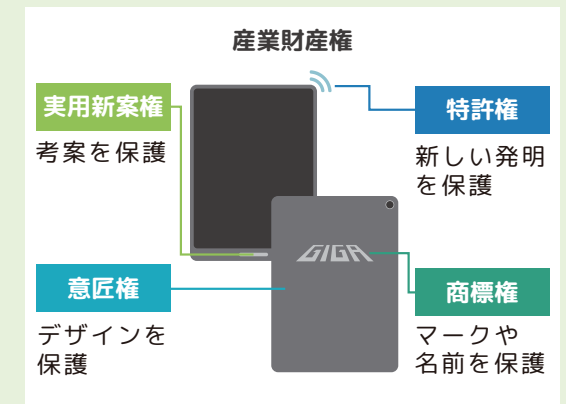 産業財産権
実用新案権
考案を保護
特許権
新しい発明
を保護
GIGA
意匠権
デザインを
保護
商標権
マークや
名前を保護